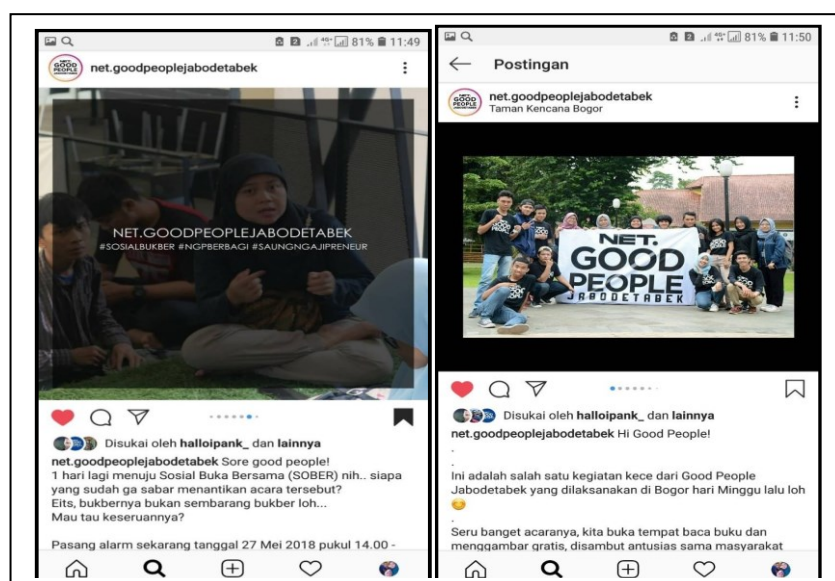 81% 11:49
net.goodpeoplejabodetabek
NET.GOODPEOPLEJABODETABEK
#SOSIALBUKBER #NGPBERBAGI #SAUNGNGAJIPRENEUR
Disukai oleh halloipank_ dan lainnya
net.goodpeoplejabodetabek Sore good people!
1 hari lagi menuju Sosial Buka Bersama (SOBER) nih.. siapa
yang sudah ga sabar menantikan acara tersebut?
Eits, bukbernya bukan sembarang bukber loh...
Mau tau keseruannya?
Pasang alarm sekarang tanggal 27 Mei 2018 pukul 14.00 -
81% 11:50
Postingan
net.goodpeoplejabodetabek
Taman Kencana Bogor
NET.
GOOD
PEOPLE
JABODETABEK
Disukai oleh halloipank_ dan lainnya
net.goodpeoplejabodetabek Hi Good People!
.
.
Ini adalah salah satu kegiatan kece dari Good People
Jabodetabek yang dilaksanakan di Bogor hari Minggu lalu loh
.
Seru banget acaranya, kita buka tempat baca buku dan
menggambar gratis, disambut antusias sama masyarakat